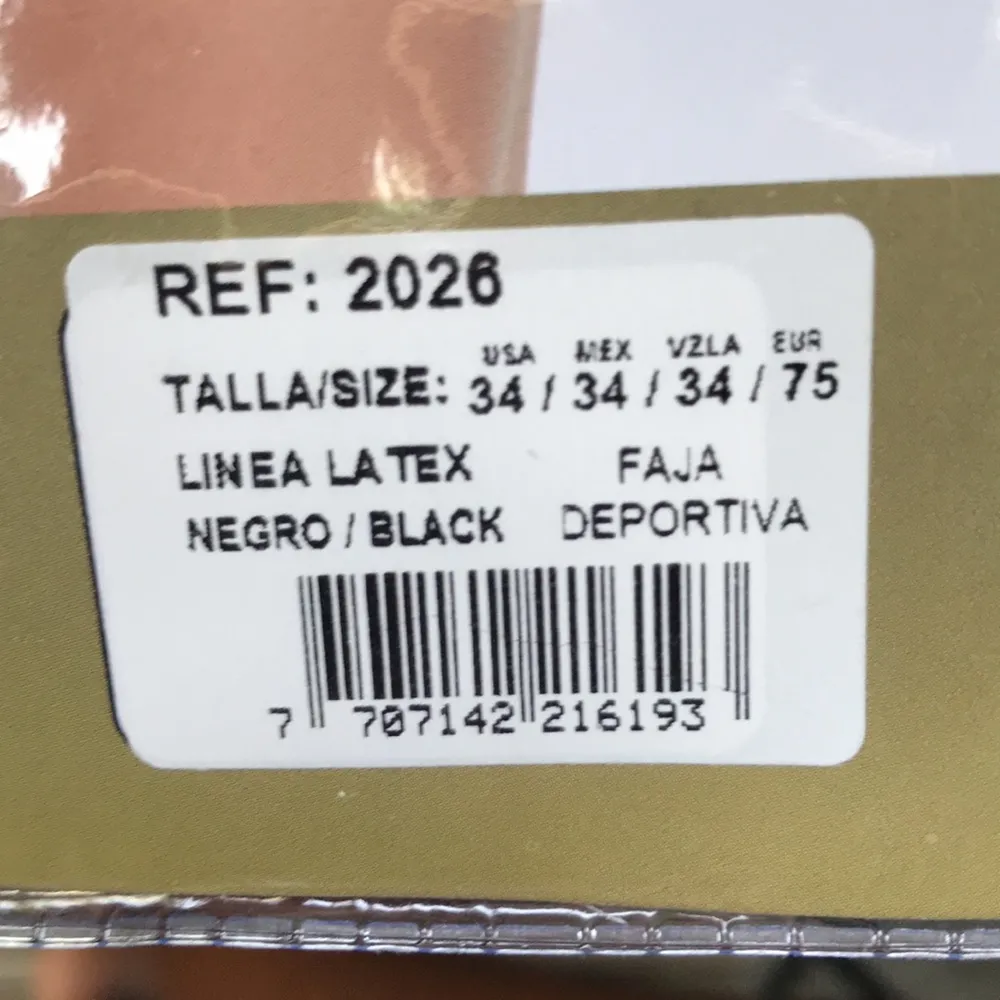 REF: 2026
USA MEX VZLA EUR
TALLA/SIZE: 34 / 34 / 34 / 75
LINEA LATEX FAJA
NEGRO / BLACK DEPORTIVA
7 707142 216193